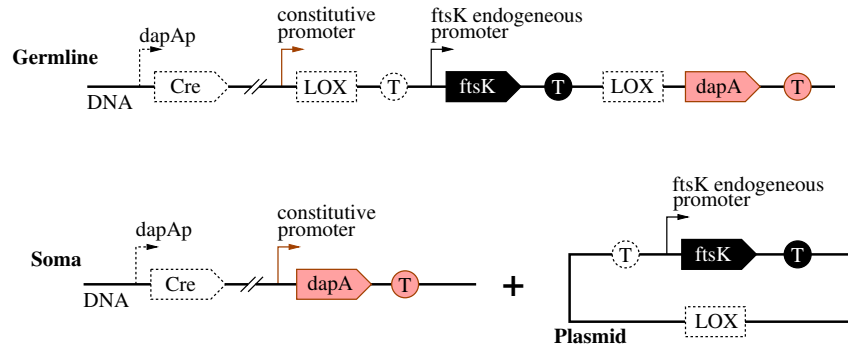 constitutive
promoter
ftsK endogeneous
promoter
dapAp
Germline
Cre
LOX
T
ftsK
T
LOX
dapA
T
DNA
ftsK endogeneous
promoter
constitutive
promoter
dapAp
Soma
Cre
dapA
T
DNA
+
T
ftsK
T
LOX
Plasmid